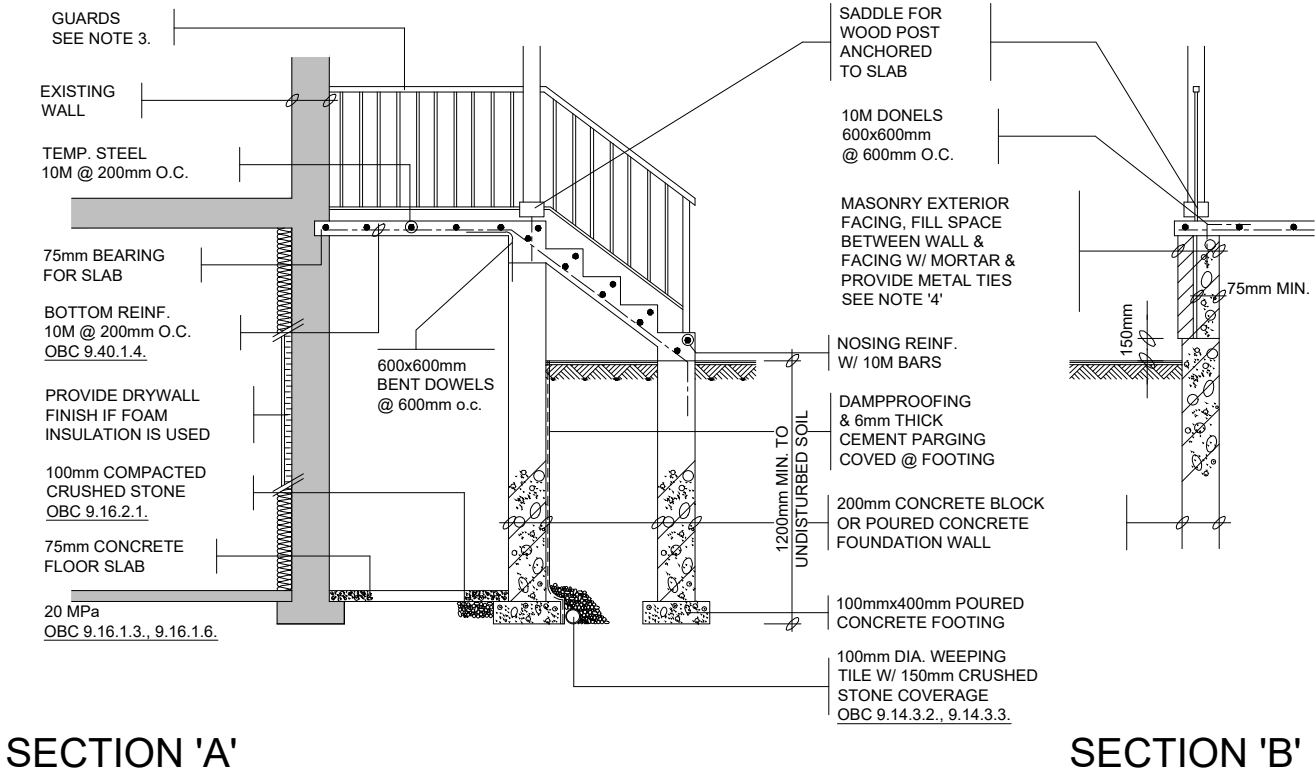 GUARDS
SEE NOTE 3.
EXISTING
WALL
TEMP. STEEL
10M @ 200mm O.C.
75mm BEARING
FOR SLAB
BOTTOM REINF.
10M @ 200mm O.C.
OBC 9.40.1.4.
PROVIDE DRYWALL
FINISH IF FOAM
INSULATION IS USED
100mm COMPACTED
CRUSHED STONE
OBC 9.16.2.1.
75mm CONCRETE
FLOOR SLAB
20 MPa
OBC 9.16.1.3., 9.16.1.6.
600x600mm
BENT DOWELS
@ 600mm o.c.
1200mm MIN. TO
UNDISTURBED SOIL
SADDLE FOR
WOOD POST
ANCHORED
TO SLAB
10M DONELS
600x600mm
@ 600mm O.C.
MASONRY EXTERIOR
FACING, FILL SPACE
BETWEEN WALL &
FACING W/ MORTAR &
PROVIDE METAL TIES
SEE NOTE '4'
NOSING REINF.
W/ 10M BARS
DAMPPROOFING
& 6mm THICK
CEMENT PARGING
COVED @ FOOTING
200mm CONCRETE BLOCK
OR POURED CONCRETE
FOUNDATION WALL
100mmx400mm POURED
CONCRETE FOOTING
100mm DIA. WEEPING
TILE W/ 150mm CRUSHED
STONE COVERAGE
OBC 9.14.3.2., 9.14.3.3.
75mm MIN.
150mm
SECTION 'A'
SECTION 'B'